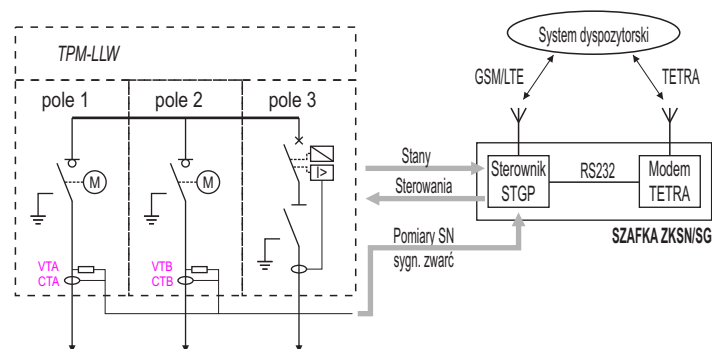 System dyspozytorski
TPM-LLW
GSM/LTE
TETRA
pole 1
pole 2
pole 3
M
M
I>
Stany
Sterowania
Sterownik
STGP
RS232
Modem
TETRA
SZAFKA ZKSN/SG
Pomiary SN
sygn. zwarć
VTA
CTA
VTB
CTB